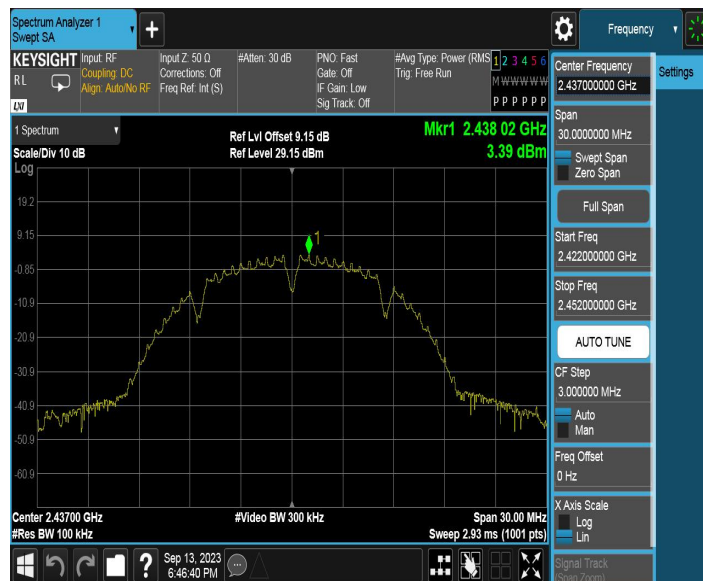 Spectrum Analyzer 1
Swept SA
+
Frequency
KEYSIGHT
RL
LXI
Input: RF
Coupling: DC
Align: Auto/No RF
Input Z: 50 Ω
Corrections: Off
Freq Ref: Int (S)
#Atten: 30 dB
PNO: Fast
Gate: Off
IF Gain: Low
Sig Track: Off
#Avg Type: Power (RMS
Trig: Free Run
1 2 3 4 5 6
M W W W W W
P P P P P P
1 Spectrum
Scale/Div 10 dB
Log
Ref Lvl Offset 9.15 dB
Ref Level 29.15 dBm
Mkr1 2.438 02 GHz
3.39 dBm
19.2
9.15
-0.85
-10.9
-20.9
-30.9
-40.9
-50.9
-60.9
1
Center 2.43700 GHz
#Res BW 100 kHz
#Video BW 300 kHz
Span 30.00 MHz
Sweep 2.93 ms (1001 pts)
Center Frequency
2.437000000 GHz
Settings
Span
30.0000000 MHz
Swept Span
Zero Span
Full Span
Start Freq
2.422000000 GHz
Stop Freq
2.452000000 GHz
AUTO TUNE
CF Step
3.000000 MHz
Auto
Man
Freq Offset
0 Hz
X Axis Scale
Log
Lin
Signal Track
(Span Zoom)
?
Sep 13, 2023
6:46:40 PM